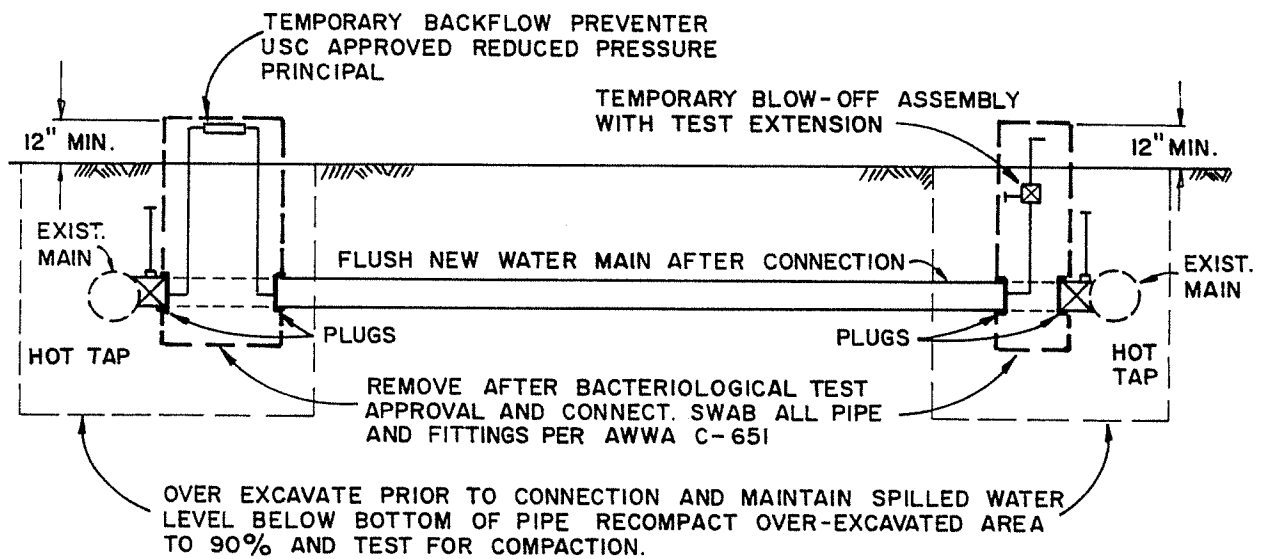 TEMPORARY BACKFLOW PREVENTER
USC APPROVED REDUCED PRESSURE
PRINCIPAL
TEMPORARY BLOW-OFF ASSEMBLY
WITH TEST EXTENSION
12" MIN.
12" MIN.
EXIST.
MAIN
FLUSH NEW WATER MAIN AFTER CONNECTION
EXIST.
MAIN
PLUGS
PLUGS
HOT TAP
HOT
TAP
REMOVE AFTER BACTERIOLOGICAL TEST
APPROVAL AND CONNECT. SWAB ALL PIPE
AND FITTINGS PER AWWA C-651
OVER EXCAVATE PRIOR TO CONNECTION AND MAINTAIN SPILLED WATER
LEVEL BELOW BOTTOM OF PIPE RECOMPACT OVER-EXCAVATED AREA
TO 90% AND TEST FOR COMPACTION.